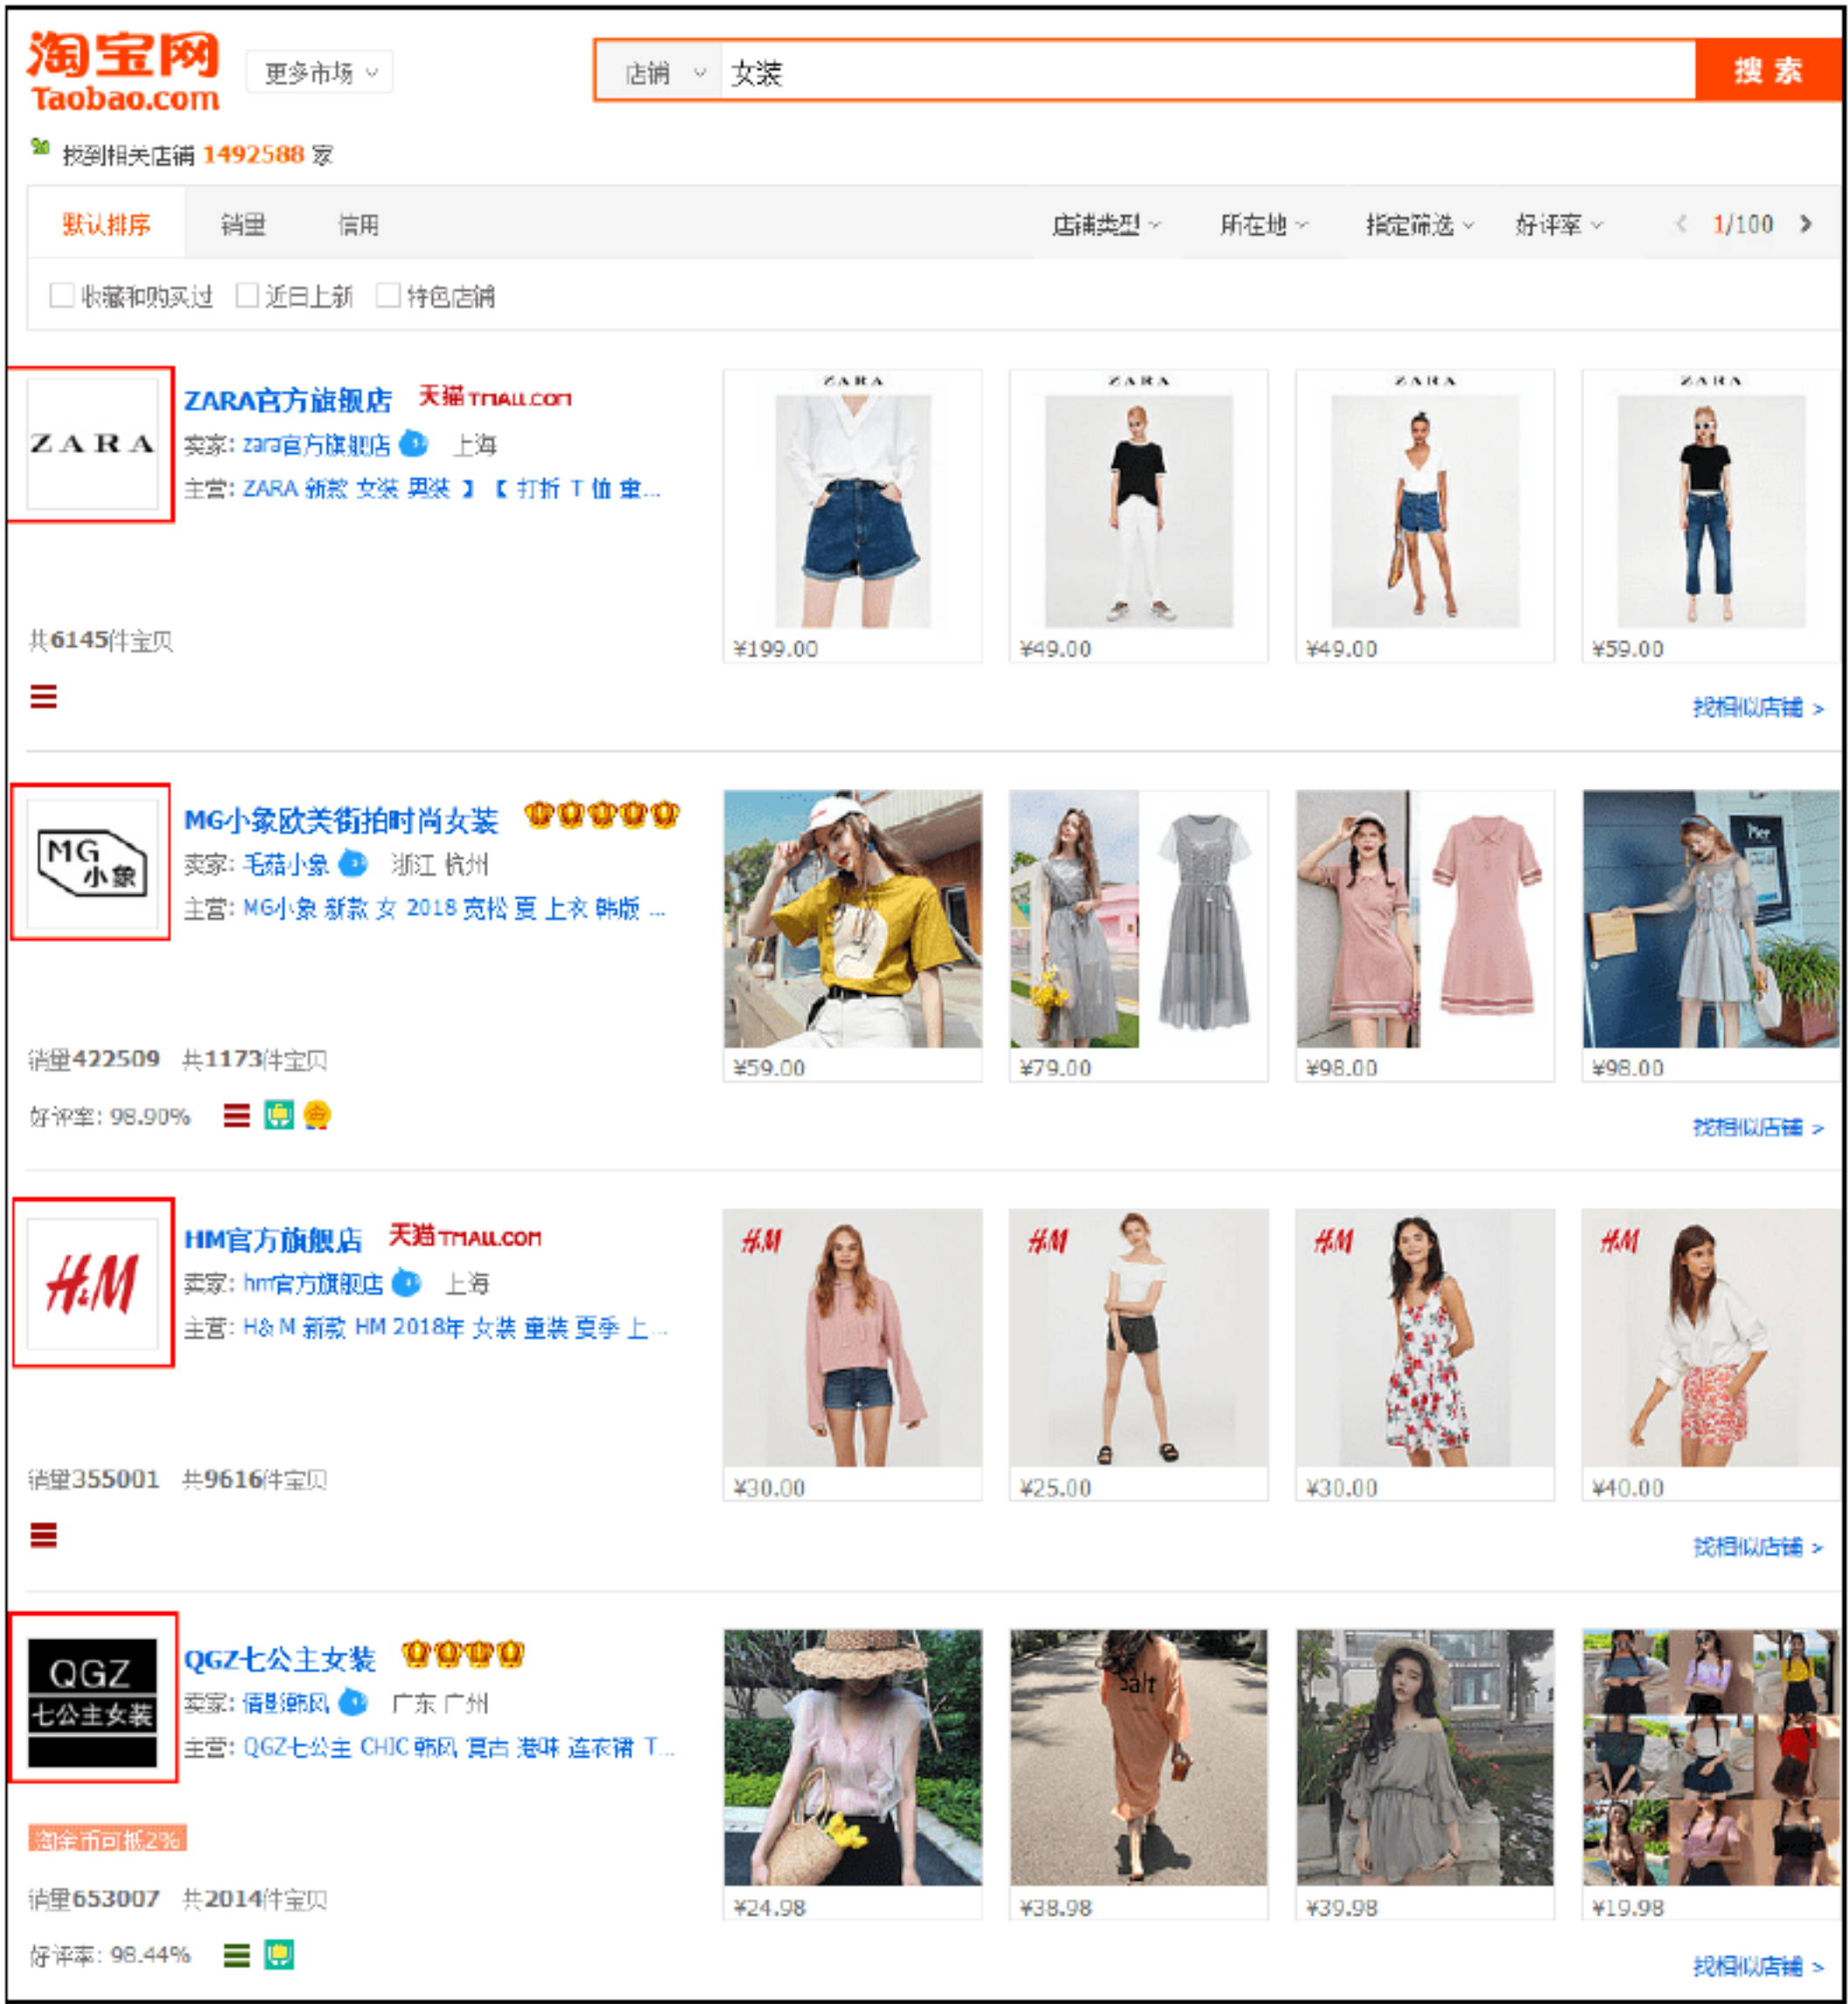 淘宝网
Taobao.com
更多市场
店铺 女装 搜索
找到相关店铺 1492588 家
默认排序 销量 信用 店铺类型 所在地 指定筛选 好评率 < 1/100 >
收藏和购买过 近日上新 特色店铺
ZARA
ZARA官方旗舰店 天猫TMALL.COM
卖家: zara官方旗舰店 上海
主营: ZARA 新款 女装 男装 】 【 打折 T 恤 童...
共6145件宝贝
ZARA ZARA ZARA ZARA
¥199.00 ¥49.00 ¥49.00 ¥59.00
找相似店铺 >
MG
小象
MG小象欧美街拍时尚女装
卖家: 毛菇小象 浙江 杭州
主营: MG小象 新款 女 2018 宽松 夏 上衣 韩版 ...
销量422509 共1173件宝贝
好评率: 98.90%
¥59.00 ¥79.00 ¥98.00 ¥98.00
找相似店铺 >
H&M
HM官方旗舰店 天猫TMALL.COM
卖家: hm官方旗舰店 上海
主营: H& M 新款 HM 2018年 女装 童装 夏季 上...
销量355001 共9616件宝贝
H&M H&M H&M H&M
¥30.00 ¥25.00 ¥30.00 ¥40.00
找相似店铺 >
QGZ
七公主女装
QGZ七公主女装
卖家: 倩影韩风 广东 广州
主营: QGZ七公主 CHIC 韩风 复古 港味 连衣裙 T...
淘金币可抵2%
销量653007 共2014件宝贝
好评率: 98.44%
¥24.98 ¥38.98 ¥39.98 ¥19.98
找相似店铺 >